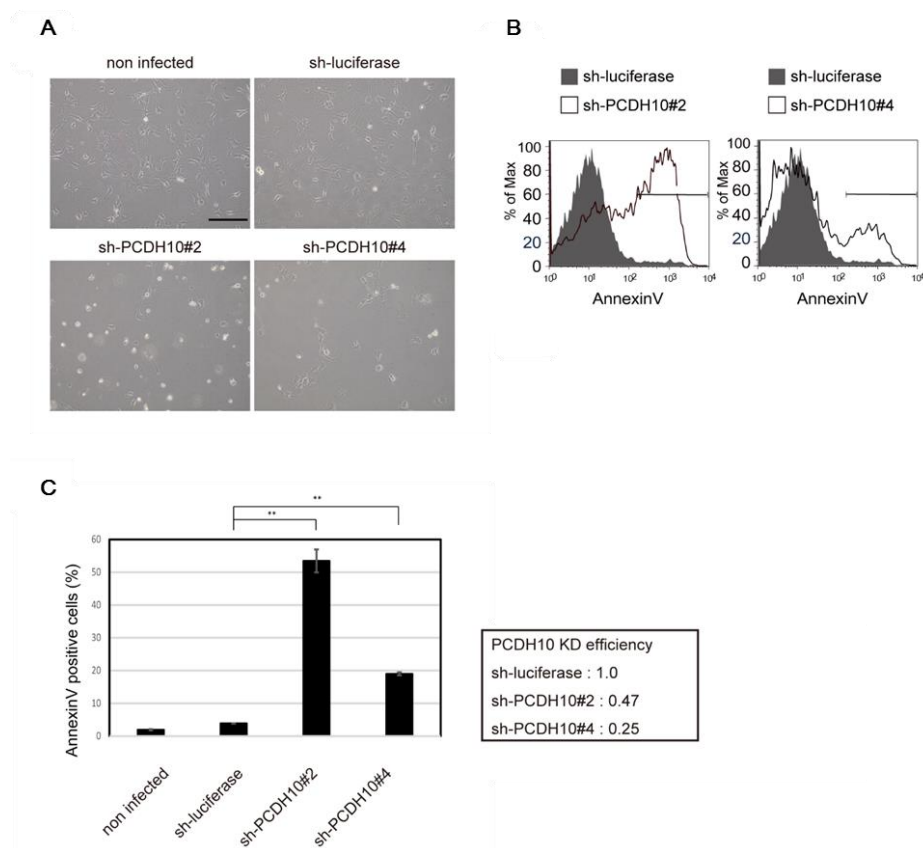 A
non infected
sh-luciferase
sh-PCDH10#2
sh-PCDH10#4
B
sh-luciferase
sh-PCDH10#2
sh-luciferase
sh-PCDH10#4
% of Max
100
80
60
40
20
0
10⁰ 10¹ 10² 10³ 10⁴
AnnexinV
% of Max
100
80
60
40
20
0
10⁰ 10¹ 10² 10³ 10⁴
AnnexinV
C
**
**
AnnexinV positive cells (%)
60
50
40
30
20
10
0
non infected
sh-luciferase
sh-PCDH10#2
sh-PCDH10#4
PCDH10 KD efficiency
sh-luciferase : 1.0
sh-PCDH10#2 : 0.47
sh-PCDH10#4 : 0.25